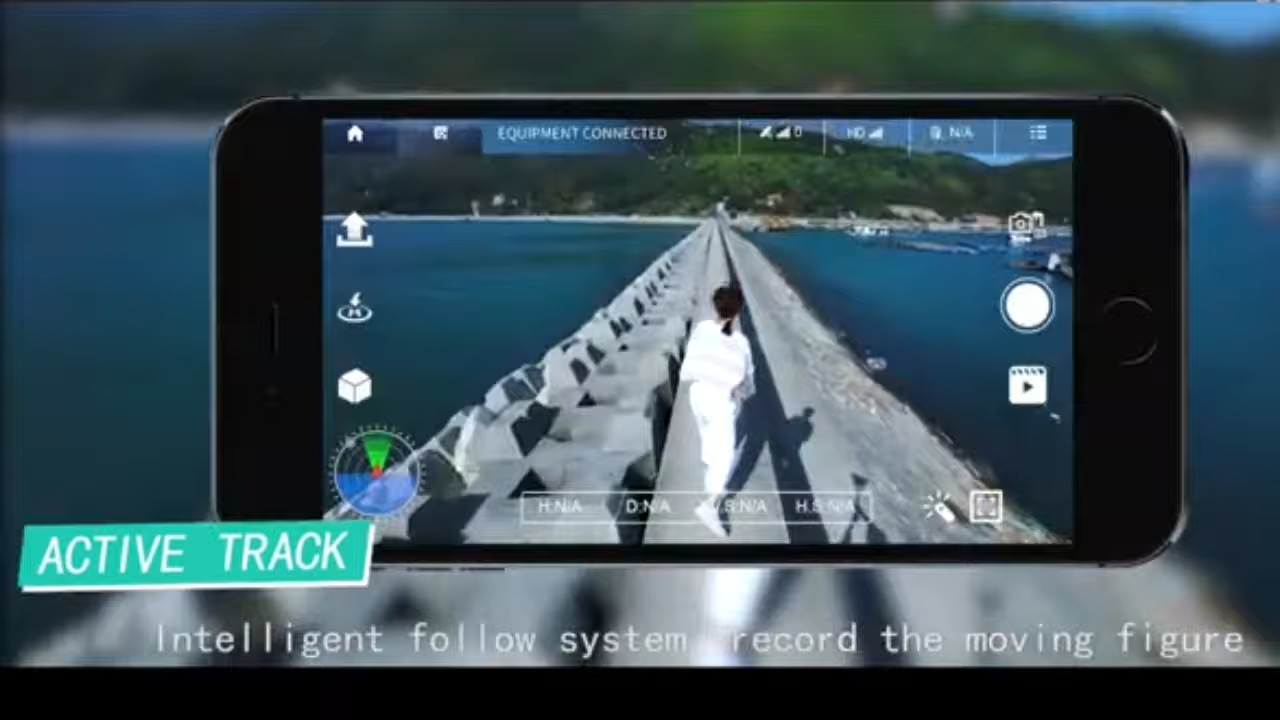 EQUIPMENT CONNECTED
0
HD
N/A
H:N/A
D:N/A
V.S:N/A
H.S:N/A
ACTIVE TRACK
Intelligent follow system record the moving figure